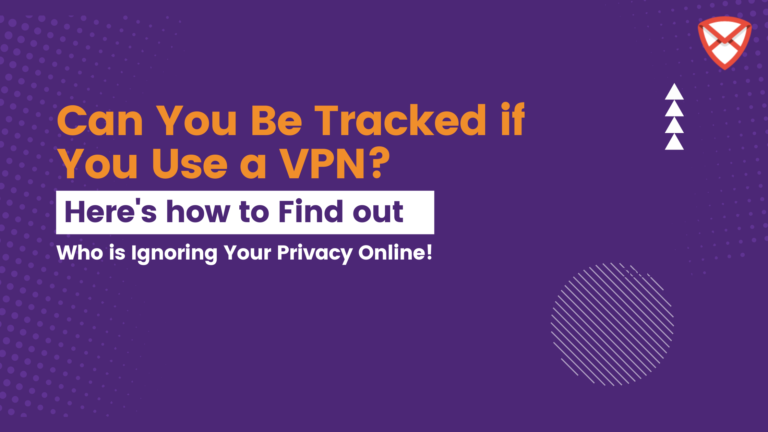 Can You Be Tracked if
You Use a VPN?
Here's how to Find out
Who is Ignoring Your Privacy Online!